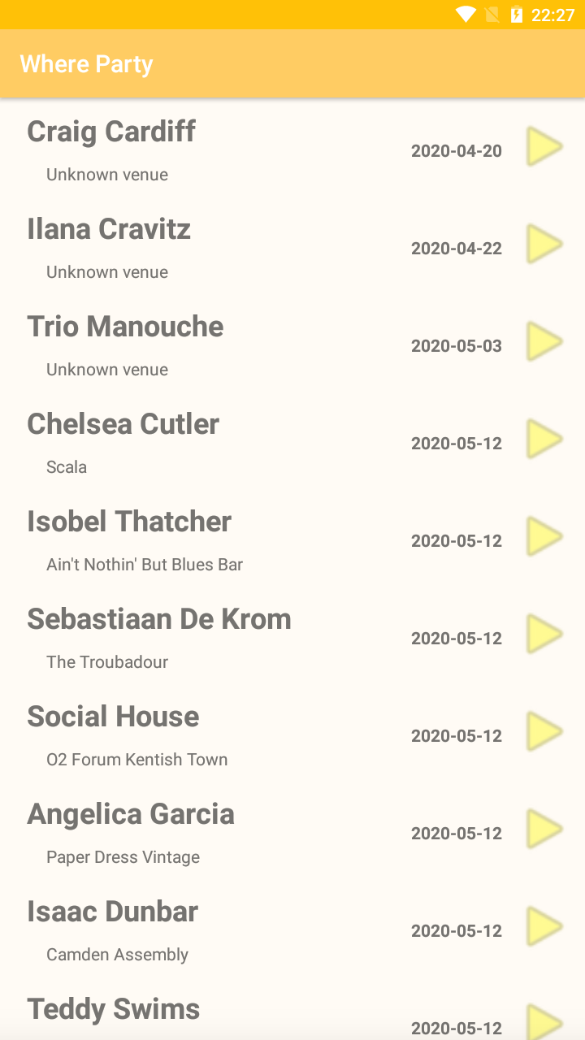 22:27
Where Party
Craig Cardiff
2020-04-20
Unknown venue
Ilana Cravitz
2020-04-22
Unknown venue
Trio Manouche
2020-05-03
Unknown venue
Chelsea Cutler
2020-05-12
Scala
Isobel Thatcher
2020-05-12
Ain't Nothin' But Blues Bar
Sebastiaan De Krom
2020-05-12
The Troubadour
Social House
2020-05-12
O2 Forum Kentish Town
Angelica Garcia
2020-05-12
Paper Dress Vintage
Isaac Dunbar
2020-05-12
Camden Assembly
Teddy Swims
2020-05-12